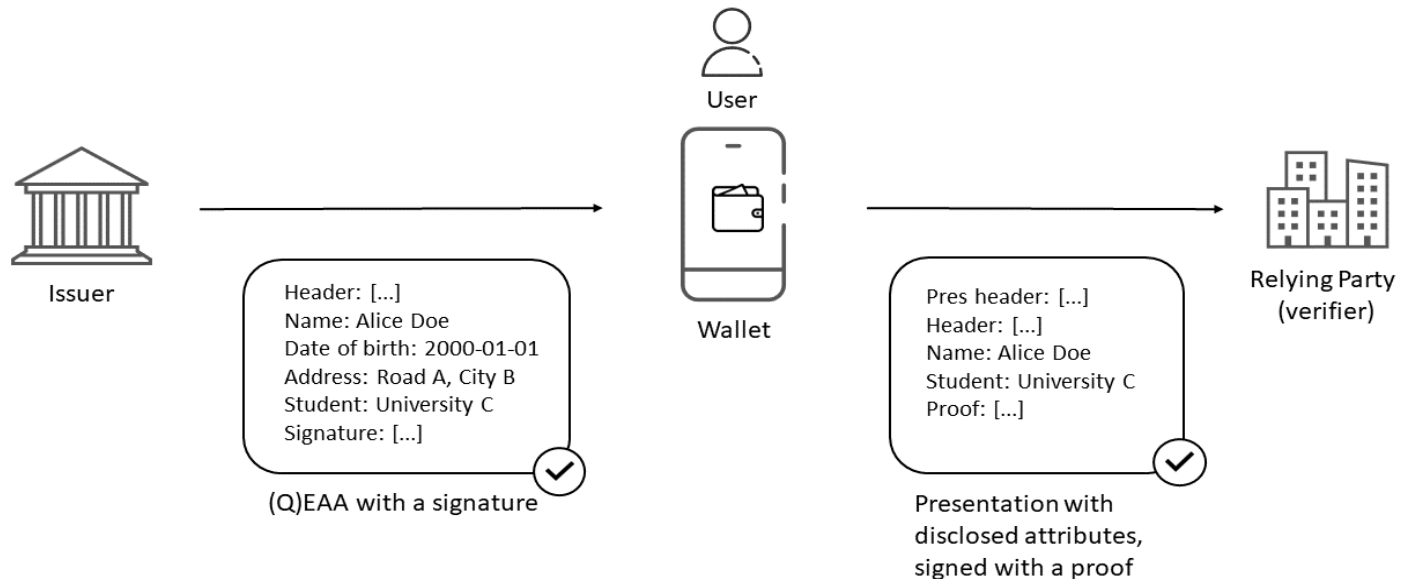 User
Issuer
Header: [...]
Name: Alice Doe
Date of birth: 2000-01-01
Address: Road A, City B
Student: University C
Signature: [...]
(Q)EAA with a signature
Wallet
Pres header: [...]
Header: [...]
Name: Alice Doe
Student: University C
Proof: [...]
Presentation with
disclosed attributes,
signed with a proof
Relying Party
(verifier)